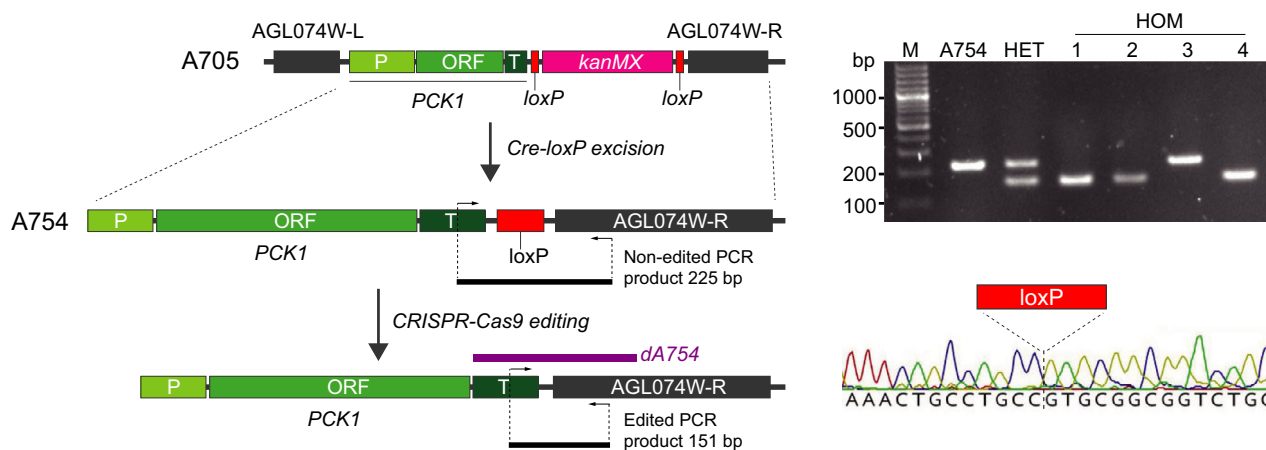 AGL074W-L
AGL074W-R
A705
P
ORF
T
kanMX
PCK1
loxP
loxP
Cre-loxP excision
A754
P
ORF
T
AGL074W-R
PCK1
loxP
Non-edited PCR
product 225 bp
CRISPR-Cas9 editing
dA754
P
ORF
T
AGL074W-R
PCK1
Edited PCR
product 151 bp
HOM
M A754 HET 1 2 3 4
bp
1000
500
200
100
loxP
A A A C T G C C T G C C G T G C G G C G G T C T G C